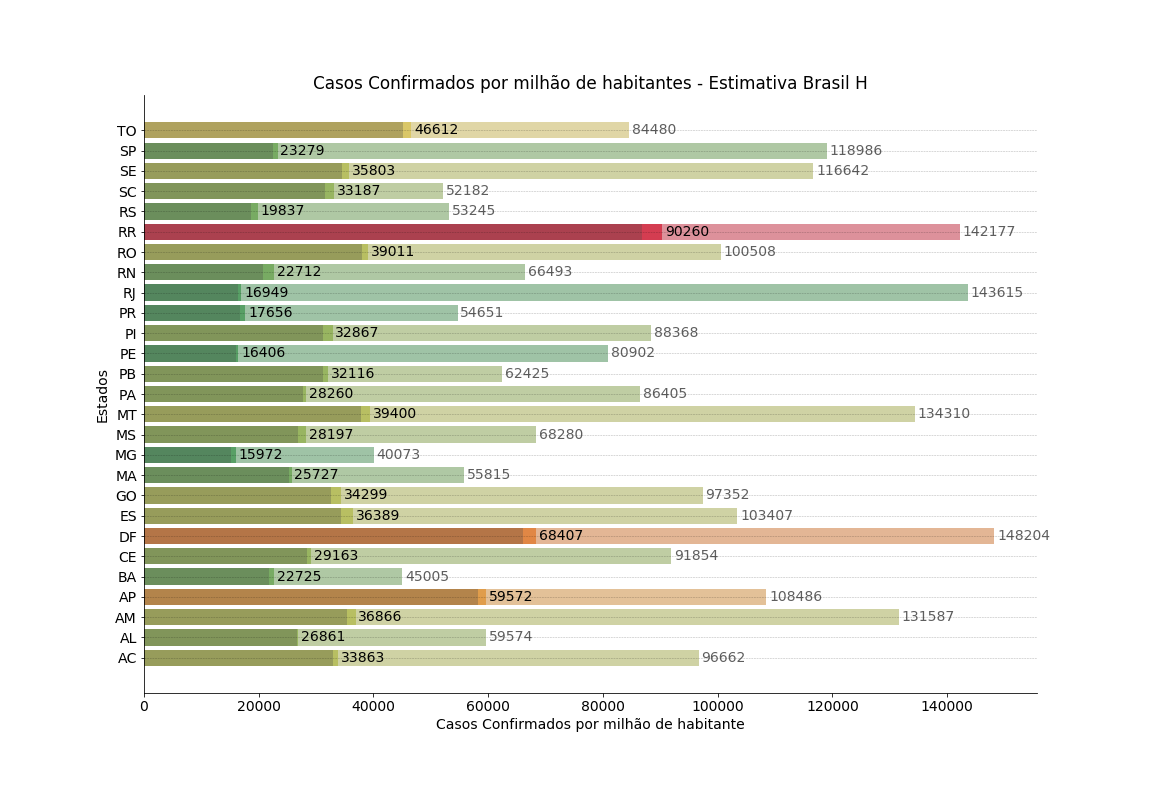 Casos Confirmados por milhão de habitantes - Estimativa Brasil H
TO 46612 84480
SP 23279 118986
SE 35803 116642
SC 33187 52182
RS 19837 53245
RR 90260 142177
RO 39011 100508
RN 22712 66493
RJ 16949 143615
PR 17656 54651
PI 32867 88368
PE 16406 80902
PB 32116 62425
PA 28260 86405
MT 39400 134310
MS 28197 68280
MG 15972 40073
MA 25727 55815
GO 34299 97352
ES 36389 103407
DF 68407 148204
CE 29163 91854
BA 22725 45005
AP 59572 108486
AM 36866 131587
AL 26861 59574
AC 33863 96662
Estados
0 20000 40000 60000 80000 100000 120000 140000
Casos Confirmados por milhão de habitante